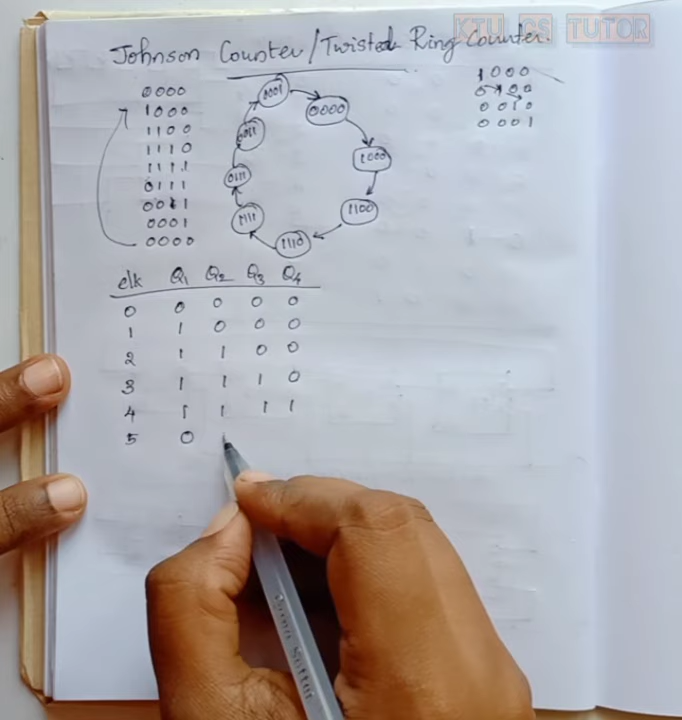 KTU CS TUTOR
Johnson Counter/Twisted Ring Counter.
0000
1000
1100
1110
1111
0111
0011
0001
0000
0001
0000
1000
1100
1110
1111
0111
0011
1000
0100
0010
0001
clk Q1 Q2 Q3 Q4
0 0 0 0 0
1 1 0 0 0
2 1 1 0 0
3 1 1 1 0
4 1 1 1 1
5 0 1